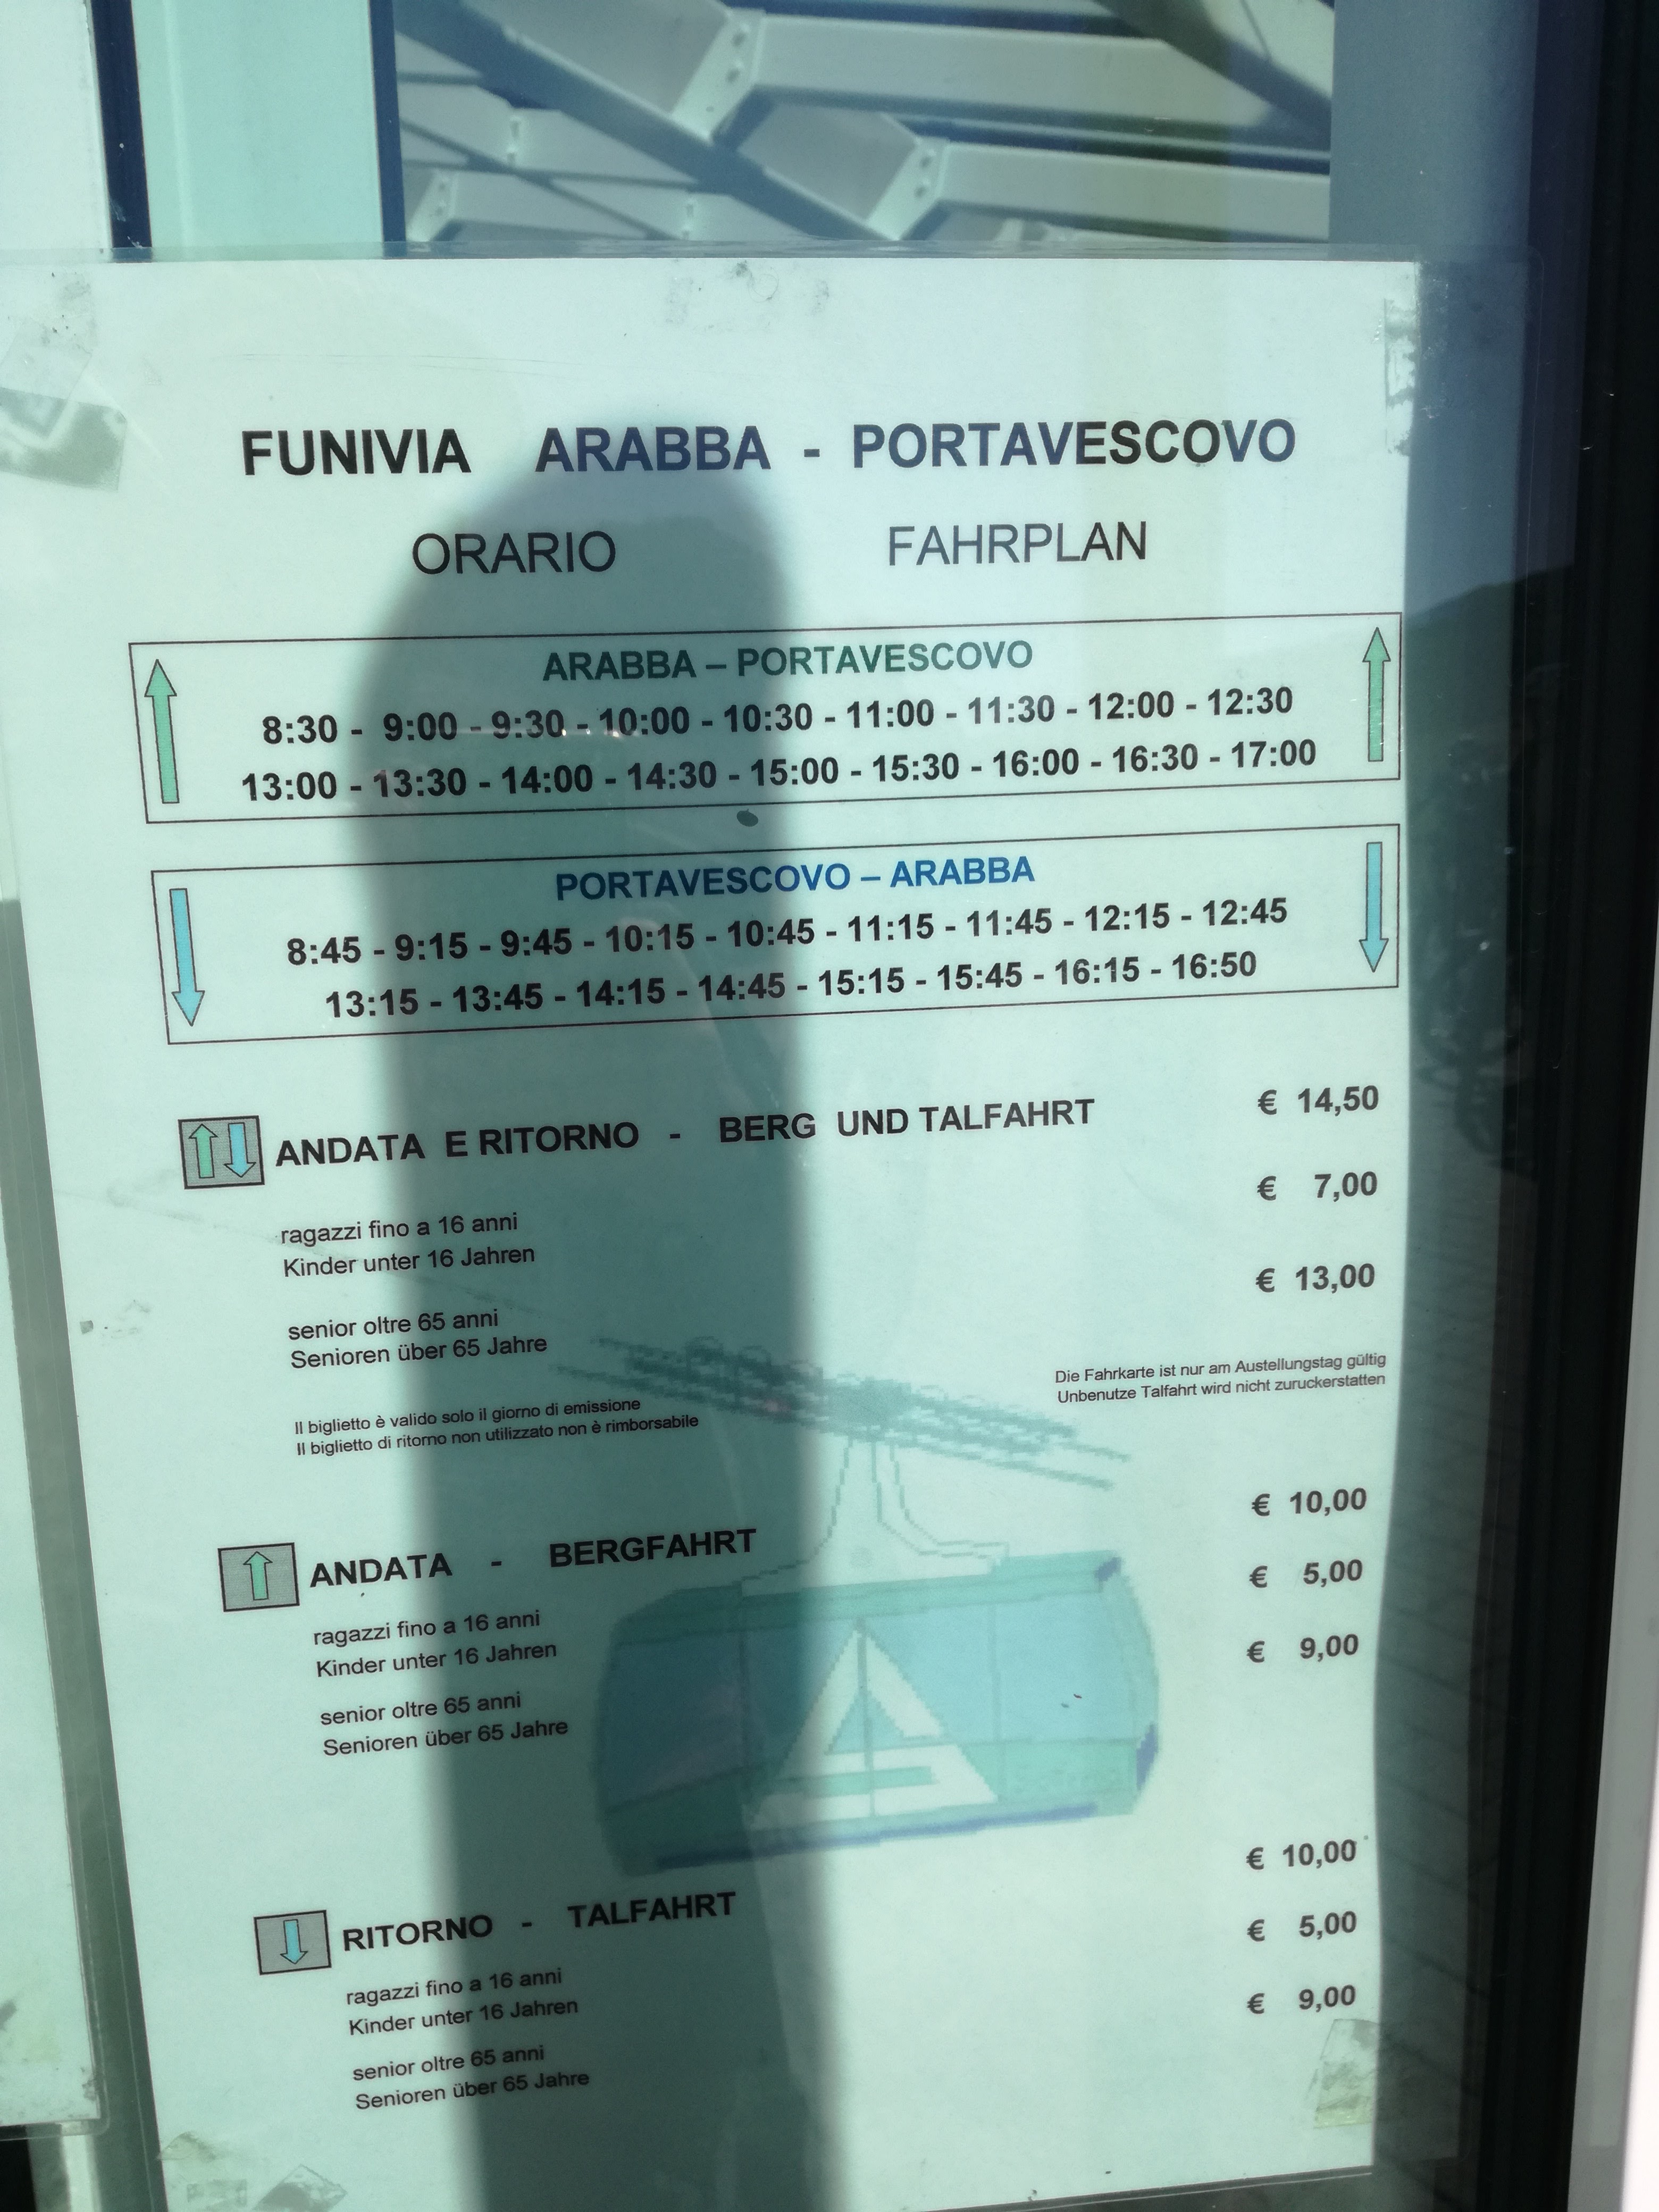 FUNIVIA ARABBA - PORTAVESCOVO
ORARIO FAHRPLAN
ARABBA – PORTAVESCOVO
8:30 - 9:00 - 9:30 - 10:00 - 10:30 - 11:00 - 11:30 - 12:00 - 12:30
13:00 - 13:30 - 14:00 - 14:30 - 15:00 - 15:30 - 16:00 - 16:30 - 17:00
PORTAVESCOVO – ARABBA
8:45 - 9:15 - 9:45 - 10:15 - 10:45 - 11:15 - 11:45 - 12:15 - 12:45
13:15 - 13:45 - 14:15 - 14:45 - 15:15 - 15:45 - 16:15 - 16:50
ANDATA E RITORNO - BERG UND TALFAHRT € 14,50
ragazzi fino a 16 anni € 7,00
Kinder unter 16 Jahren
senior oltre 65 anni € 13,00
Senioren über 65 Jahre
Il biglietto è valido solo il giorno di emissione
Il biglietto di ritorno non utilizzato non è rimborsabile
Die Fahrkarte ist nur am Austellungstag gültig
Unbenutze Talfahrt wird nicht zuruckerstatten
ANDATA - BERGFAHRT € 10,00
ragazzi fino a 16 anni € 5,00
Kinder unter 16 Jahren
senior oltre 65 anni € 9,00
Senioren über 65 Jahre
RITORNO - TALFAHRT € 10,00
ragazzi fino a 16 anni € 5,00
Kinder unter 16 Jahren
senior oltre 65 anni € 9,00
Senioren über 65 Jahre